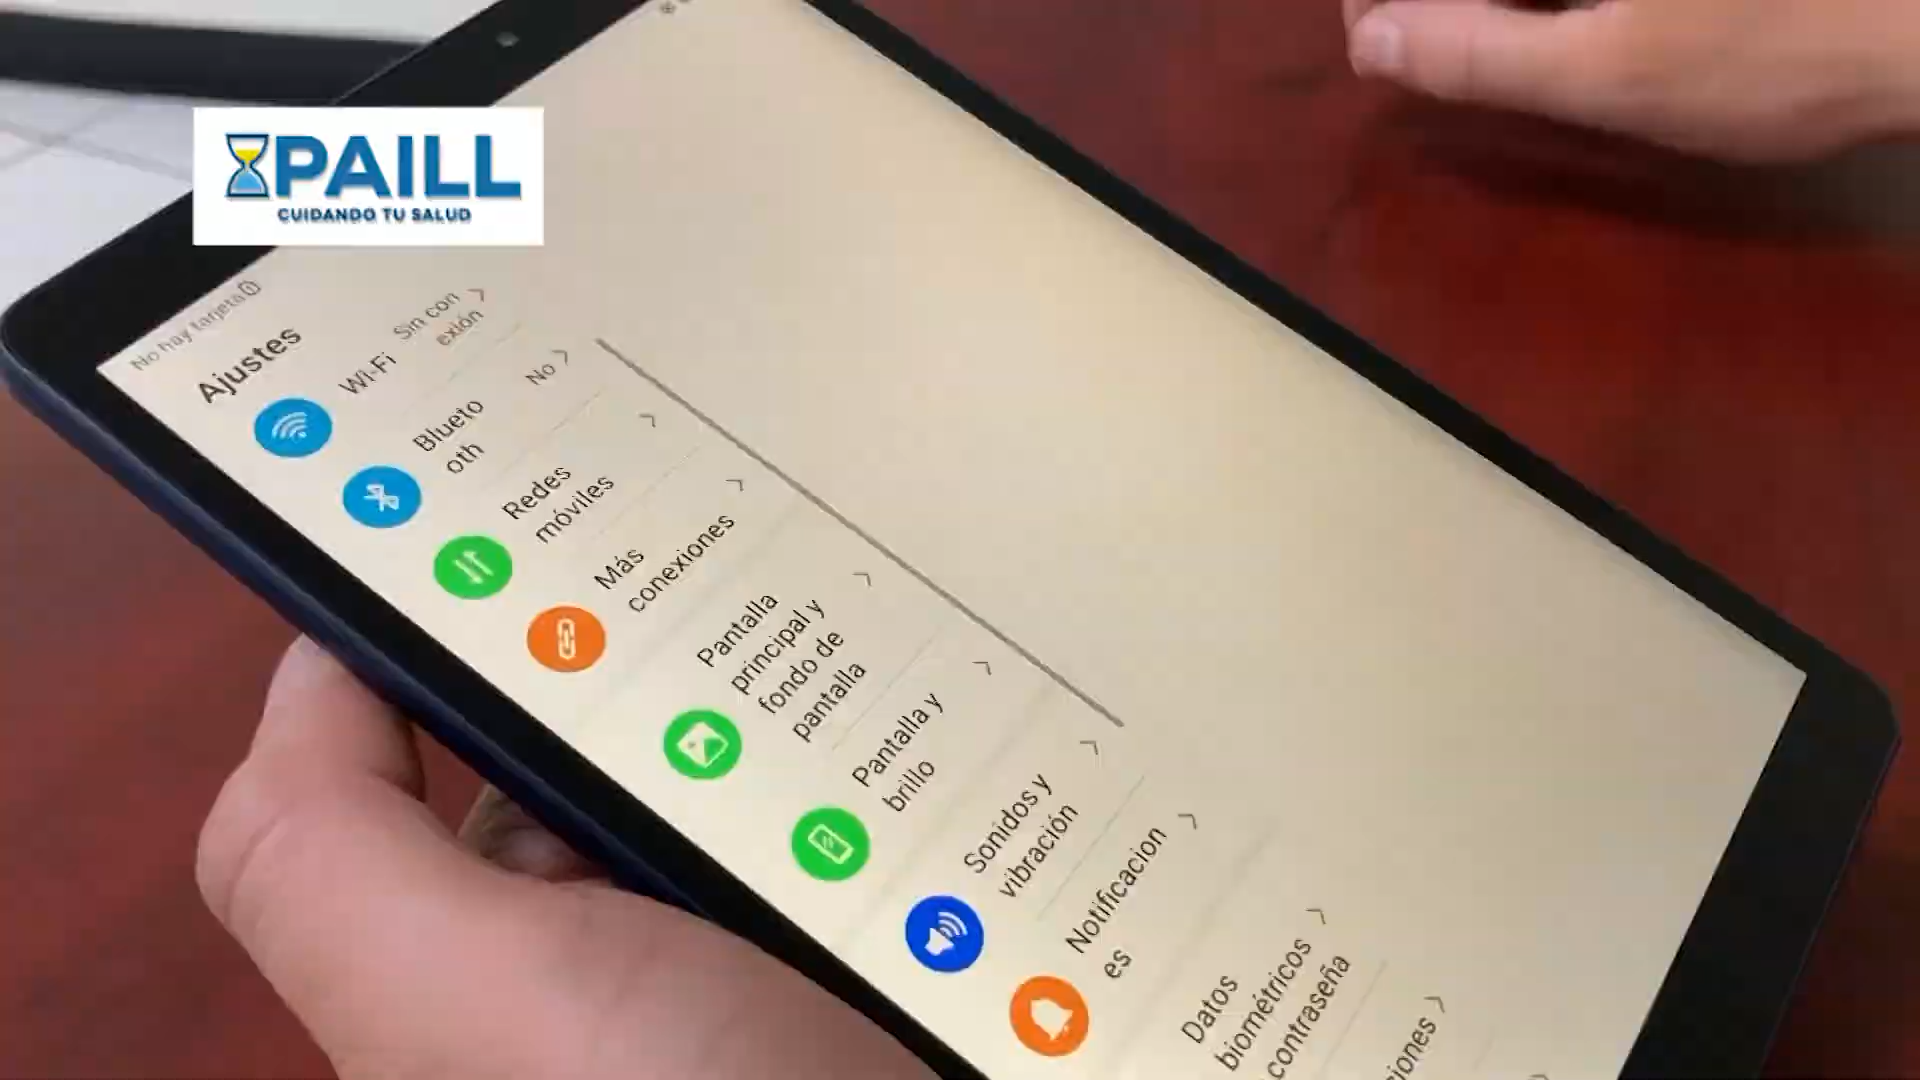 PAILL
CUIDANDO TU SALUD
No hay tarjeta
Ajustes
Wi-Fi
Sin con
exión
Blueto
oth
No
Redes
móviles
Más
conexiones
Pantalla
principal y
fondo de
pantalla
Pantalla y
brillo
Sonidos y
vibración
Notificacion
es
Datos
biométricos
contraseña
iones